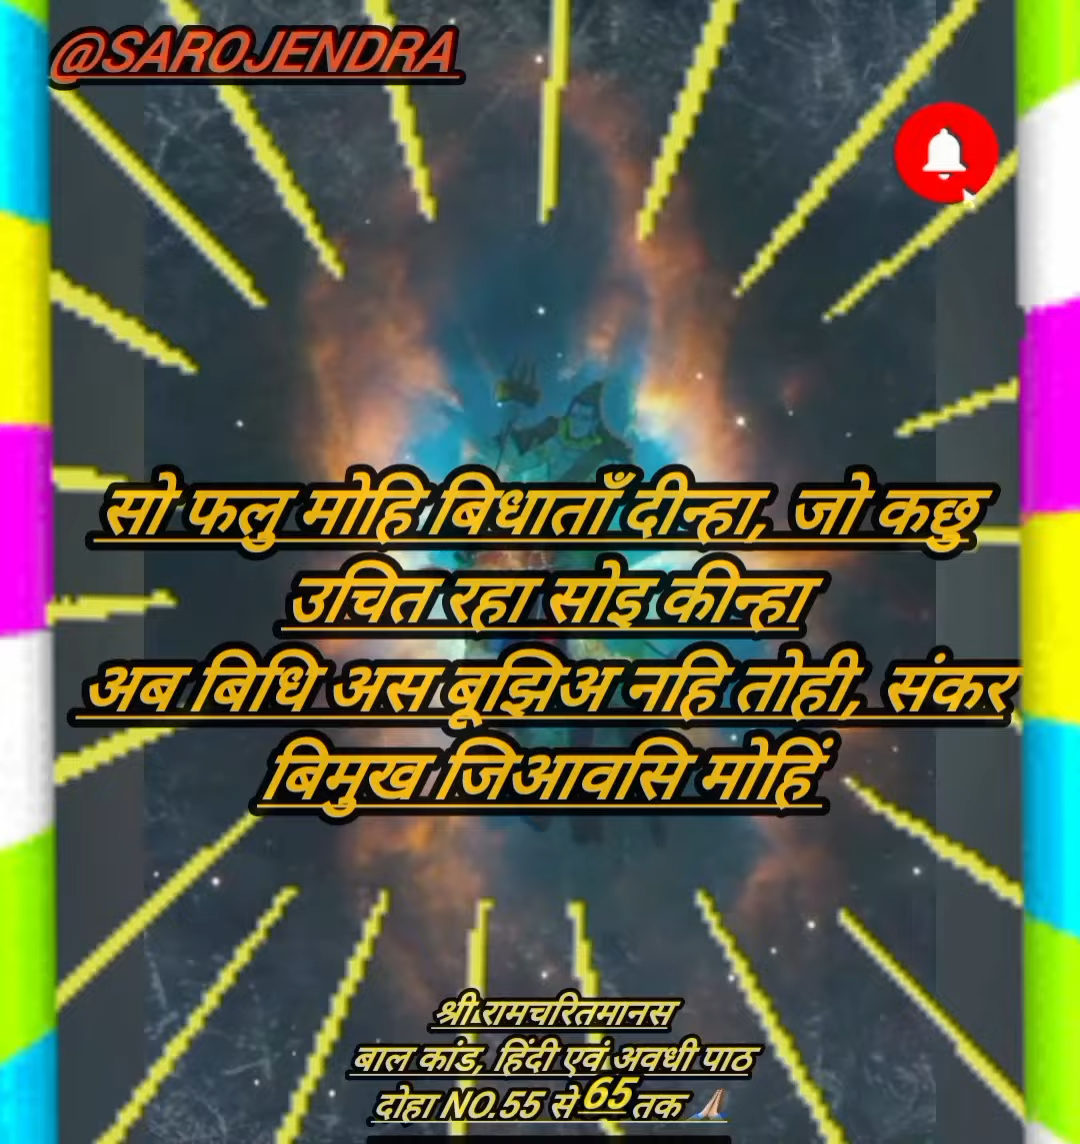 @SAROJENDRA
सो फलु मोहि बिधाताँ दीन्हा, जो कछु
उचित रहा सोइ कीन्हा
अब बिधि अस बूझिअ नहि तोही, संकर
बिमुख जिआवसि मोहिं
श्री रामचरितमानस
बाल कांड, हिंदी एवं अवधी पाठ
दोहा NO.55 से 65 तक 🙏🏼